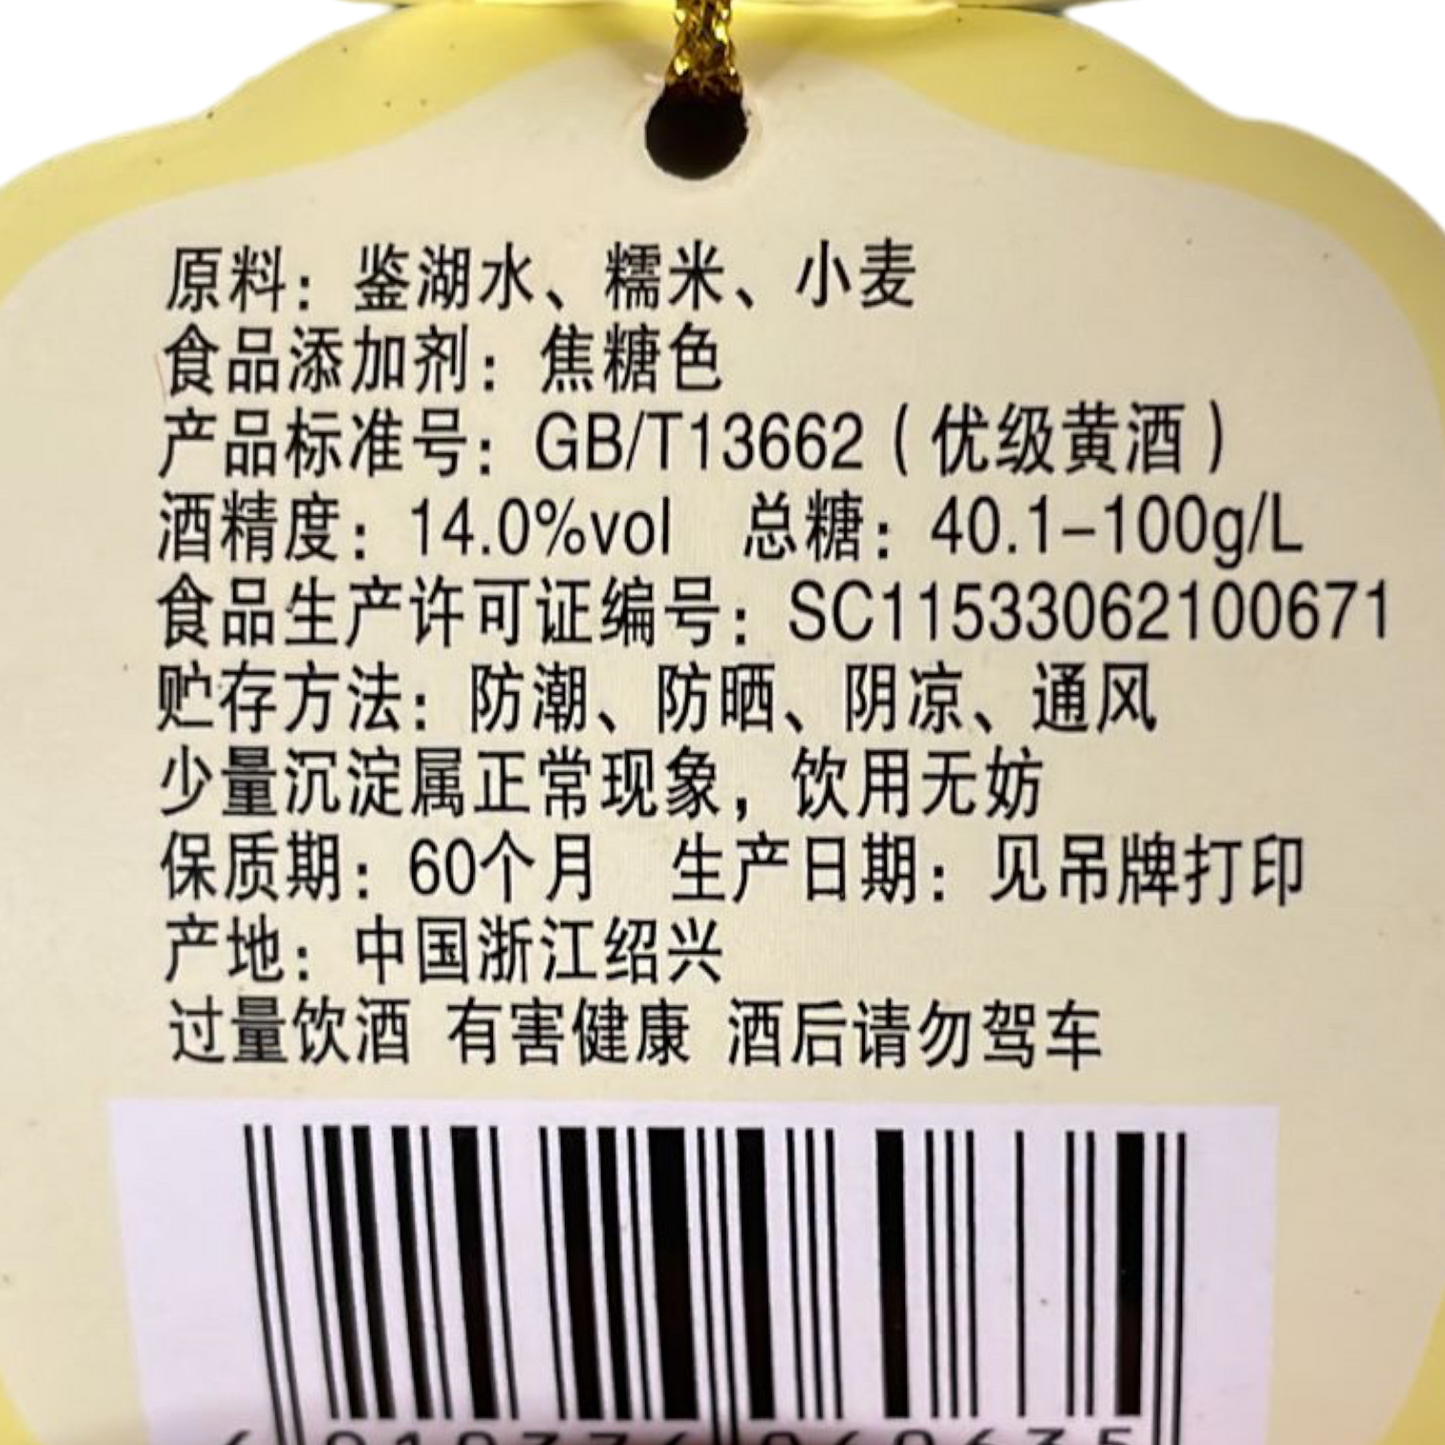 原料：鉴湖水、糯米、小麦
食品添加剂：焦糖色
产品标准号：GB/T13662（优级黄酒）
酒精度：14.0%vol 总糖：40.1-100g/L
食品生产许可证编号：SC11533062100671
贮存方法：防潮、防晒、阴凉、通风
少量沉淀属正常现象，饮用无妨
保质期：60个月 生产日期：见吊牌打印
产地：中国浙江绍兴
过量饮酒 有害健康 酒后请勿驾车